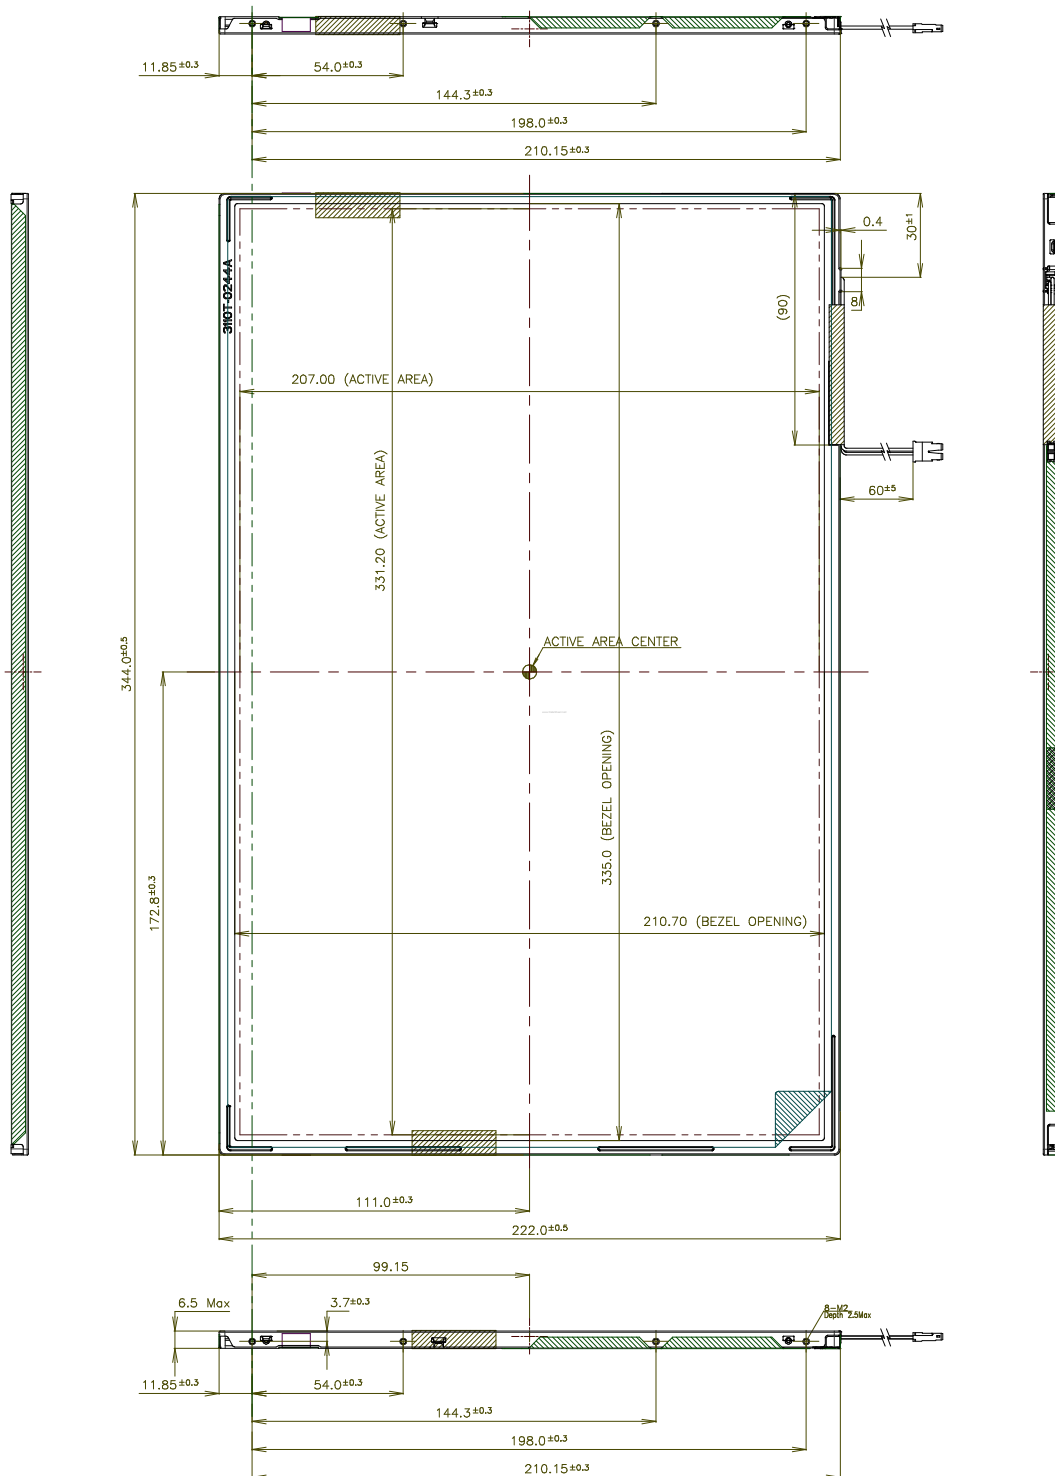 11.85±0.3
54.0±0.3
144.3±0.3
198.0±0.3
210.15±0.3
0.4
30±1
8
(90)
3110T-0244A
207.00 (ACTIVE AREA)
331.20 (ACTIVE AREA)
60±5
ACTIVE AREA CENTER
344.0±0.5
172.8±0.3
335.0 (BEZEL OPENING)
210.70 (BEZEL OPENING)
111.0±0.3
222.0±0.5
99.15
6.5 Max
3.7±0.3
8-M2
Depth 2.5Max
11.85±0.3
54.0±0.3
144.3±0.3
198.0±0.3
210.15±0.3